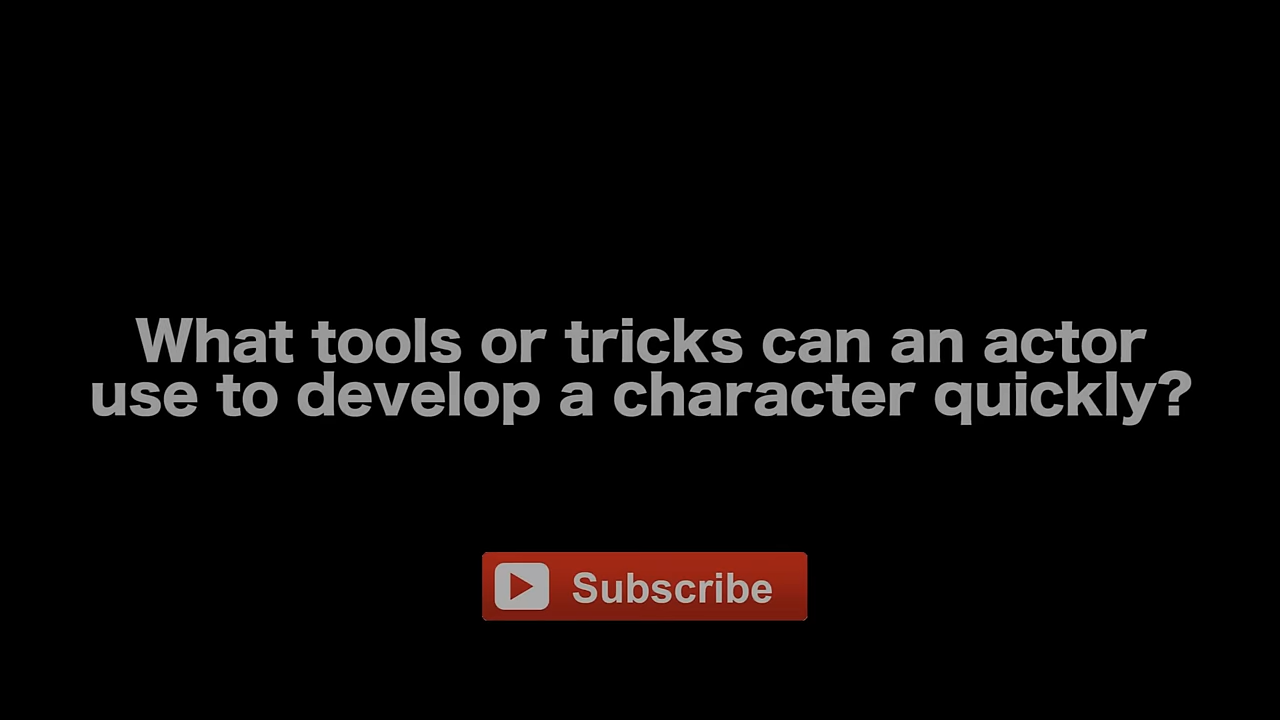 What tools or tricks can an actor
use to develop a character quickly?
Subscribe